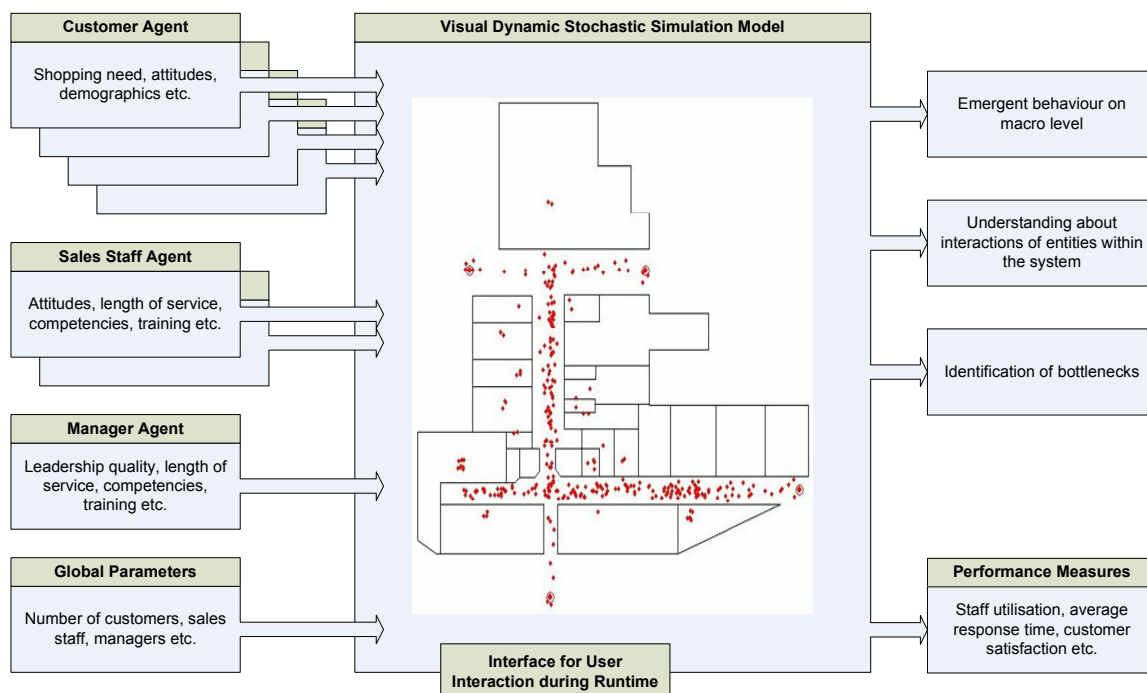 Customer Agent
Shopping need, attitudes,
demographics etc.
Sales Staff Agent
Attitudes, length of service,
competencies, training etc.
Manager Agent
Leadership quality, length of
service, competencies,
training etc.
Global Parameters
Number of customers, sales
staff, managers etc.
Visual Dynamic Stochastic Simulation Model
Interface for User
Interaction during Runtime
Emergent behaviour on
macro level
Understanding about
interactions of entities within
the system
Identification of bottlenecks
Performance Measures
Staff utilisation, average
response time, customer
satisfaction etc.